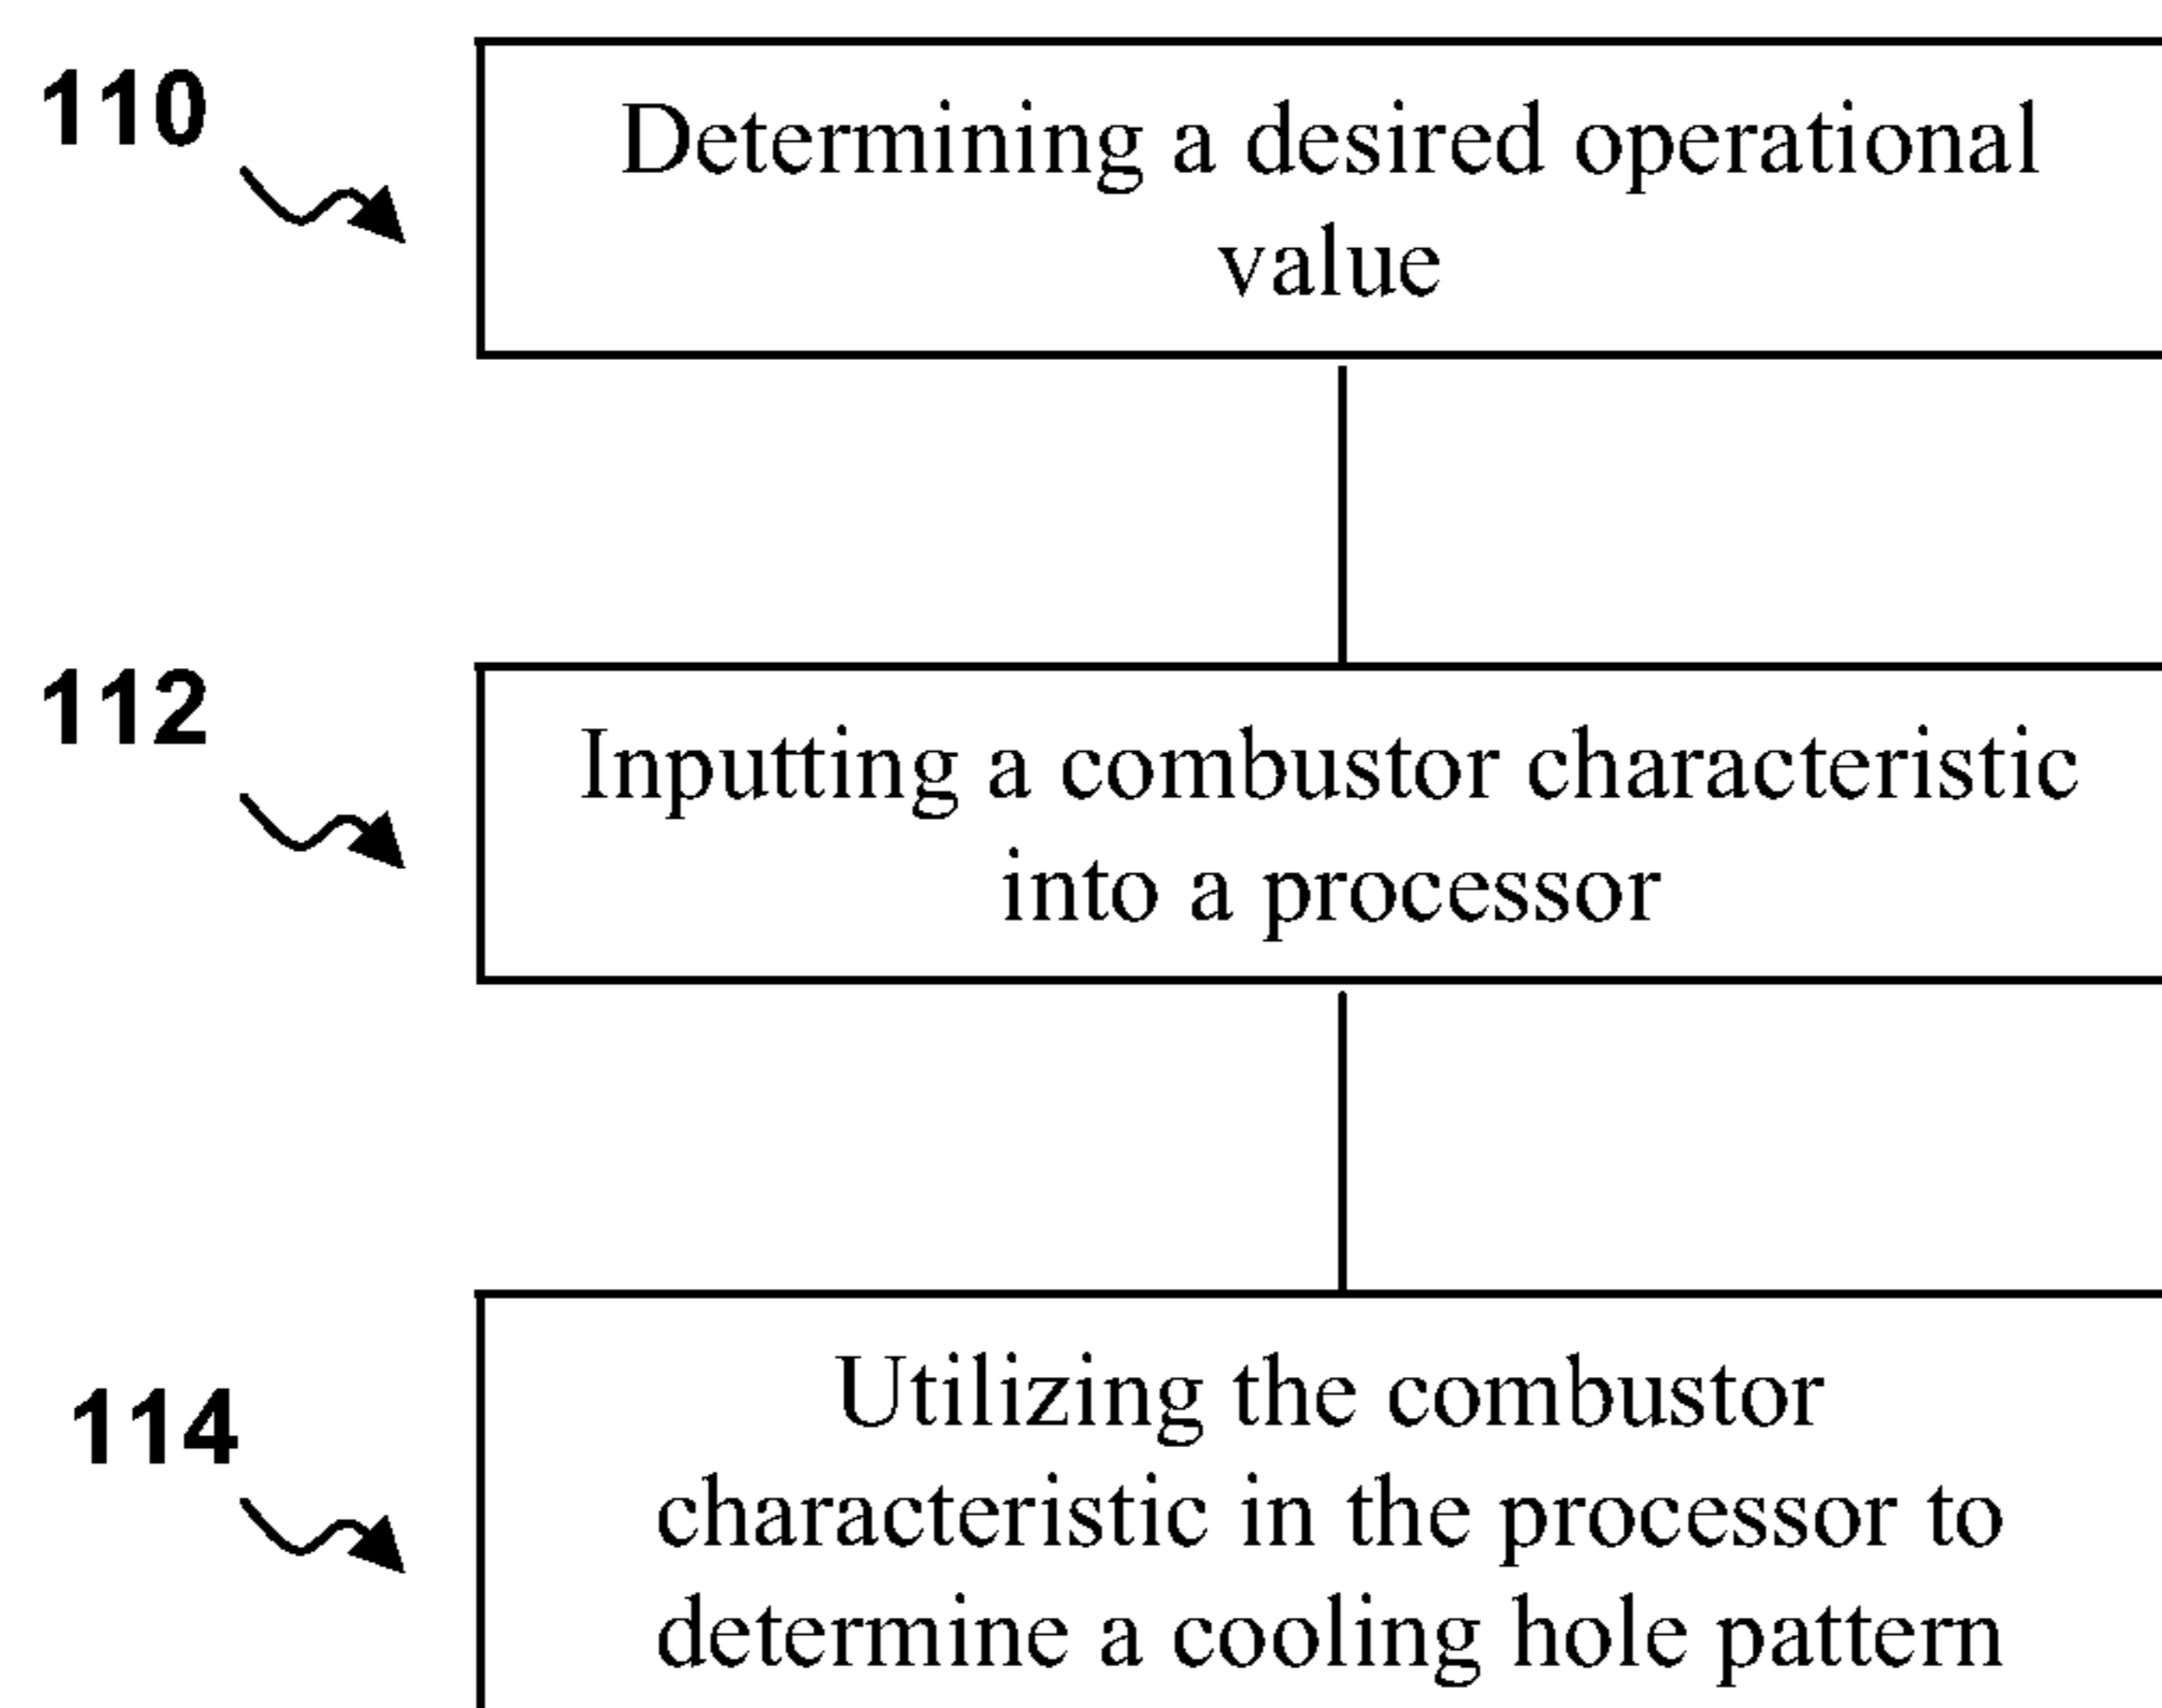 110
Determining a desired operational
value
112
Inputting a combustor characteristic
into a processor
114
Utilizing the combustor
characteristic in the processor to
determine a cooling hole pattern